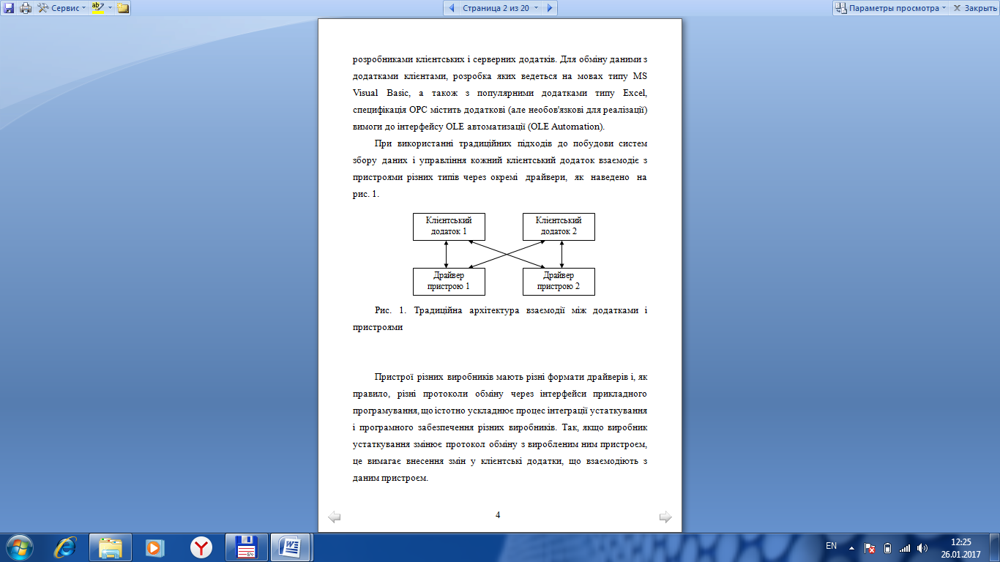 Сервис
Страница 2 из 20
Параметры просмотра
Закрыть
розробниками клієнтських і серверних додатків. Для обміну даними з
додатками клієнтами, розробка яких ведеться на мовах типу MS
Visual Basic, а також з популярними додатками типу Excel,
специфікація OPC містить додаткові (але необов'язкові для реалізації)
вимоги до інтерфейсу OLE автоматизації (OLE Automation).
При використанні традиційних підходів до побудови систем
збору даних і управління кожний клієнтський додаток взаємодіє з
пристроями різних типів через окремі драйвери, як наведено на
рис. 1.
Клієнтський
додаток 1
Клієнтський
додаток 2
Драйвер
пристрою 1
Драйвер
пристрою 2
Рис. 1. Традиційна архітектура взаємодії між додатками і
пристроями
Пристрої різних виробників мають різні формати драйверів і, як
правило, різні протоколи обміну через інтерфейси прикладного
програмування, що істотно ускладнює процес інтеграції устаткування
і програмного забезпечення різних виробників. Так, якщо виробник
устаткування змінює протокол обміну з виробленим ним пристроєм,
це вимагає внесення змін у клієнтські додатки, що взаємодіють з
даним пристроєм.
4
EN
12:25
26.01.2017